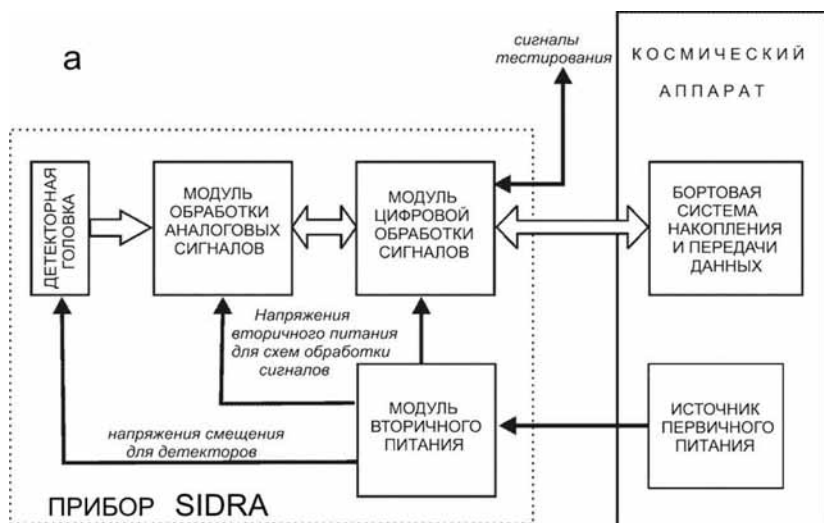 а
сигналы
тестирования
КОСМИЧЕСКИЙ
АППАРАТ
ДЕТЕКТОРНАЯ
ГОЛОВКА
МОДУЛЬ
ОБРАБОТКИ
АНАЛОГОВЫХ
СИГНАЛОВ
МОДУЛЬ
ЦИФРОВОЙ
ОБРАБОТКИ
СИГНАЛОВ
БОРТОВАЯ
СИСТЕМА
НАКОПЛЕНИЯ
И ПЕРЕДАЧИ
ДАННЫХ
Напряжения
вторичного питания
для схем обработки
сигналов
МОДУЛЬ
ВТОРИЧНОГО
ПИТАНИЯ
ИСТОЧНИК
ПЕРВИЧНОГО
ПИТАНИЯ
напряжения смещения
для детекторов
ПРИБОР SIDRA